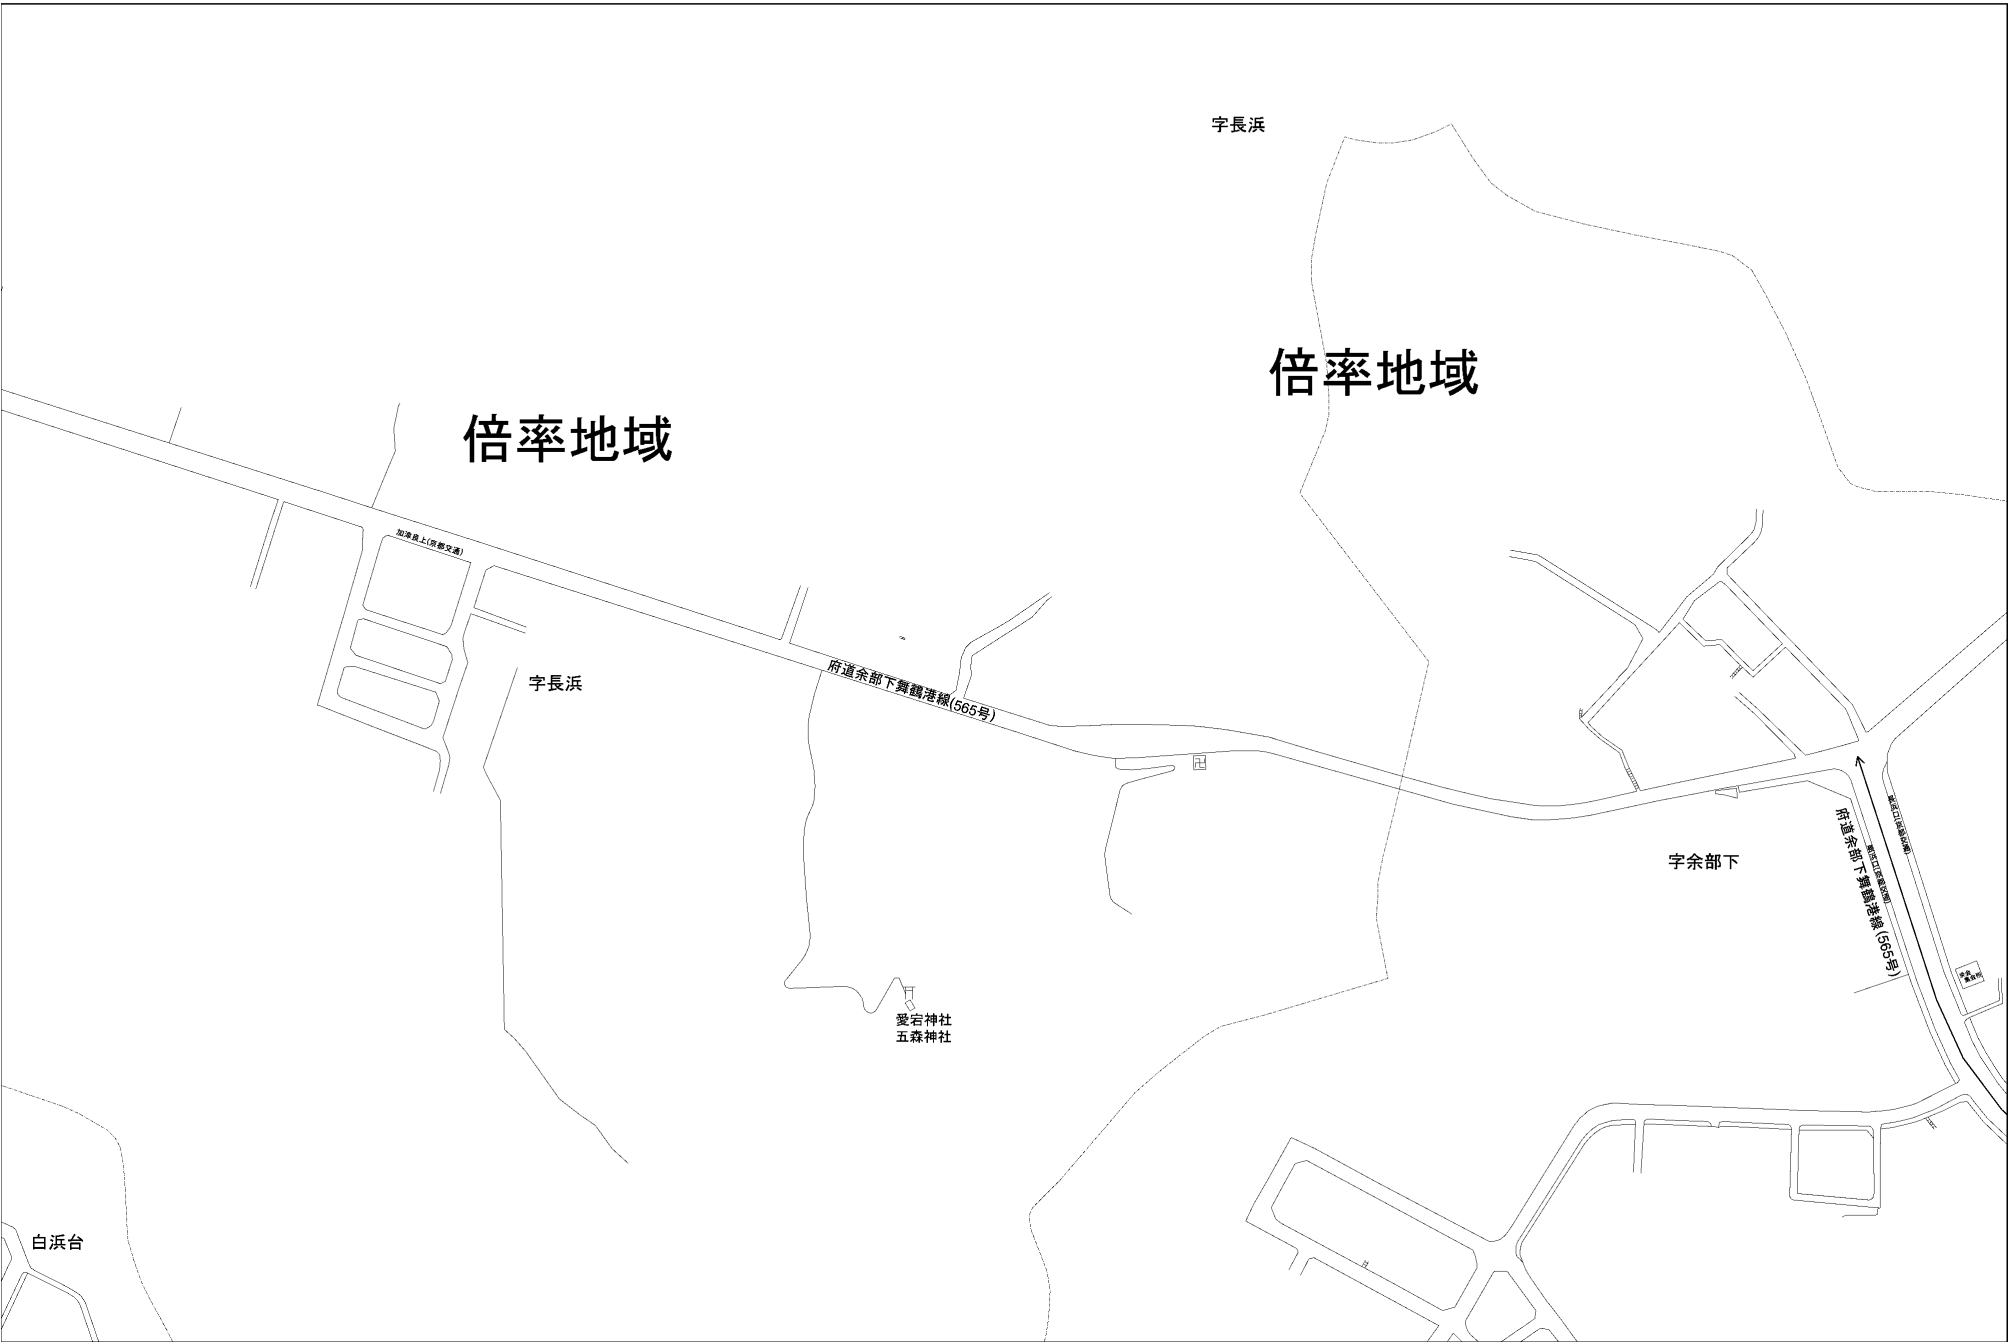 字長浜
倍率地域
倍率地域
加津良上(京都交通)
字長浜
府道余部下舞鶴港線(565号)
字余部下
府道余部下舞鶴港線(565号)
愛宕神社
五森神社
白浜台